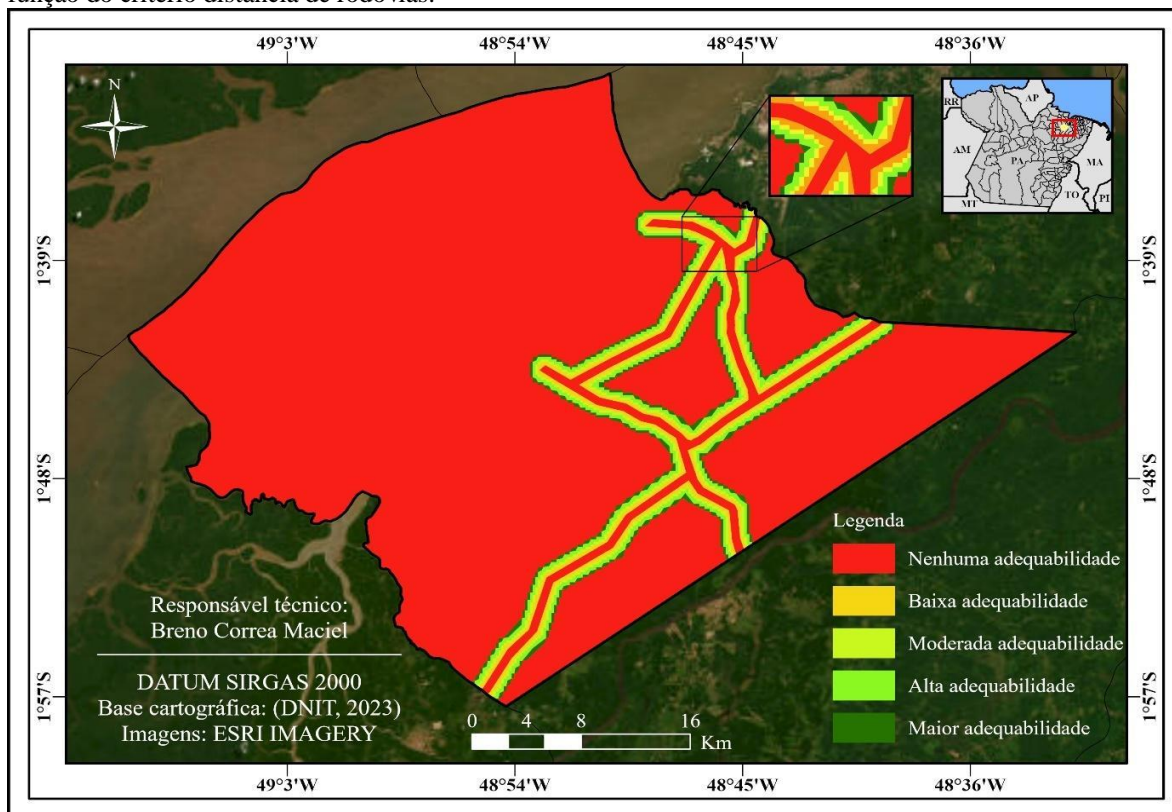 função do critério distância de rodovias.
49°3'W 48°54'W 48°45'W 48°36'W
N
RR
AP
AM
PA
MA
TO
PI
MT
1°39'S 1°39'S
1°48'S 1°48'S
1°57'S 1°57'S
Legenda
Nenhuma adequabilidade
Baixa adequabilidade
Moderada adequabilidade
Alta adequabilidade
Maior adequabilidade
Responsável técnico:
Breno Correa Maciel
DATUM SIRGAS 2000
Base cartográfica: (DNIT, 2023)
Imagens: ESRI IMAGERY
0 4 8 16
Km
49°3'W 48°54'W 48°45'W 48°36'W